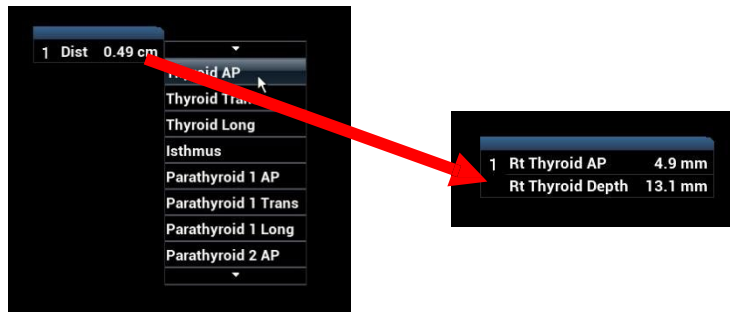 1 Dist 0.49 cm
Thyroid AP
Thyroid Trans
Thyroid Long
Isthmus
Parathyroid 1 AP
Parathyroid 1 Trans
Parathyroid 1 Long
Parathyroid 2 AP
1 Rt Thyroid AP 4.9 mm
Rt Thyroid Depth 13.1 mm